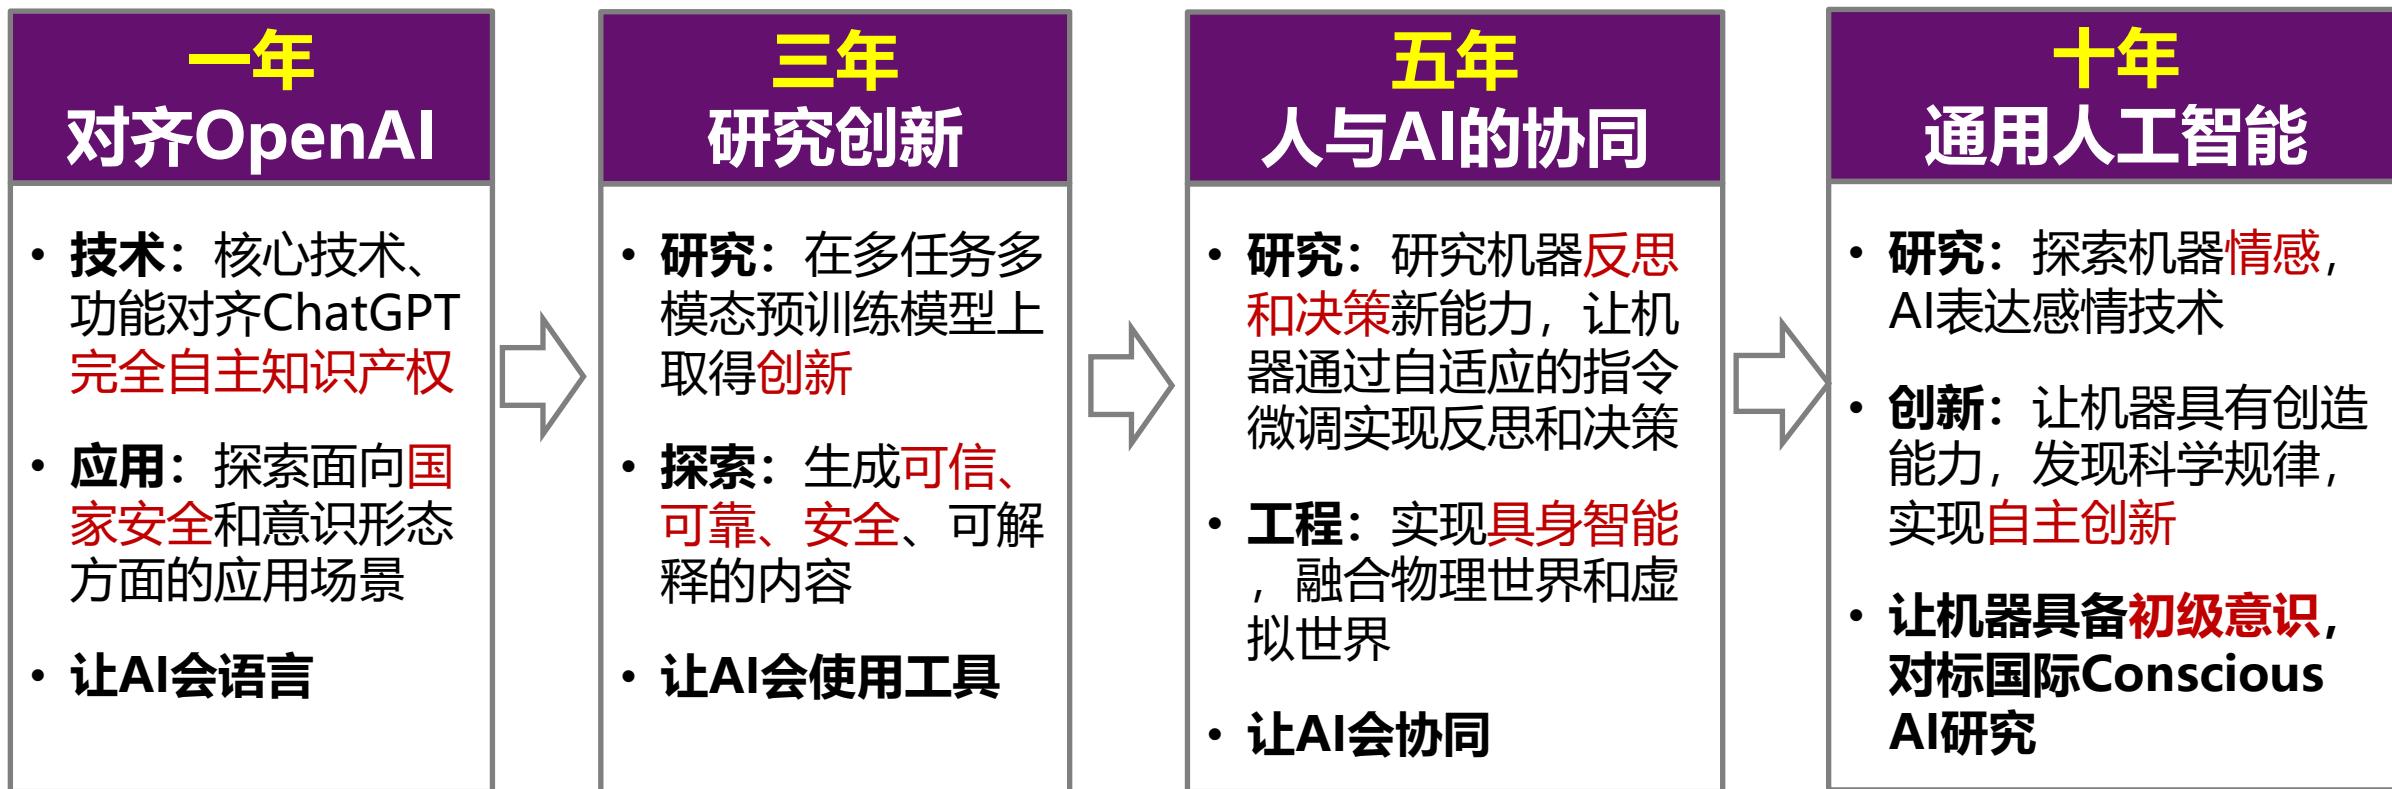 一年
对齐OpenAI
• 技术：核心技术、
功能对齐ChatGPT
完全自主知识产权
• 应用：探索面向国
家安全和意识形态
方面的应用场景
• 让AI会语言
三年
研究创新
• 研究：在多任务多
模态预训练模型上
取得创新
• 探索：生成可信、
可靠、安全、可解
释的内容
• 让AI会使用工具
五年
人与AI的协同
• 研究：研究机器反思
和决策新能力，让机
器通过自适应的指令
微调实现反思和决策
• 工程：实现具身智能
，融合物理世界和虚
拟世界
• 让AI会协同
十年
通用人工智能
• 研究：探索机器情感，
AI表达感情技术
• 创新：让机器具有创造
能力，发现科学规律，
实现自主创新
• 让机器具备初级意识，
对标国际Conscious
AI研究